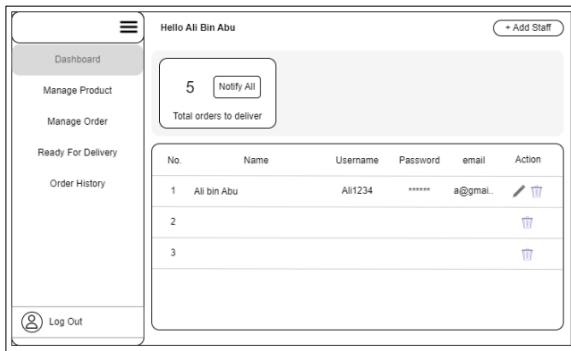 Hello Ali Bin Abu
+ Add Staff
Dashboard
Manage Product
Manage Order
Ready For Delivery
Order History
Log Out
5 Notify All
Total orders to deliver
No. Name Username Password email Action
1 Ali bin Abu Ali1234 ****** a@gmai..
2
3